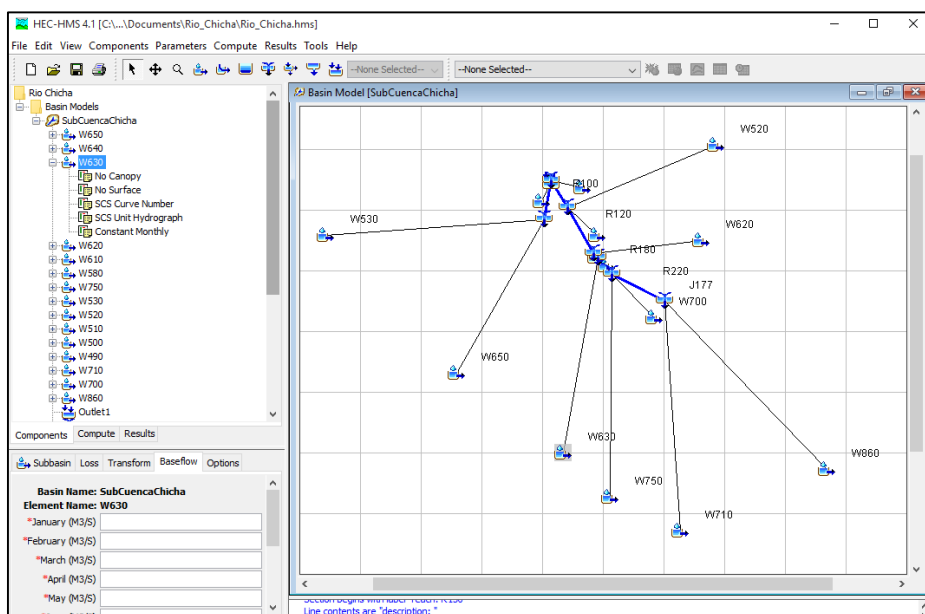 HEC-HMS 4.1 [C:\...\Documents\Rio_Chicha\Rio_Chicha.hms]
File Edit View Components Parameters Compute Results Tools Help
--None Selected-- --None Selected--
Rio Chicha
Basin Models
SubCuencaChicha
W650
W640
W630
No Canopy
No Surface
SCS Curve Number
SCS Unit Hydrograph
Constant Monthly
W620
W610
W580
W750
W530
W520
W510
W500
W490
W710
W700
W860
Outlet1
Components Compute Results
Subbasin Loss Transform Baseflow Options
Basin Name: SubCuencaChicha
Element Name: W630
*January (M3/S)
*February (M3/S)
*March (M3/S)
*April (M3/S)
*May (M3/S)
Basin Model [SubCuencaChicha]
W520
R100
W530
R120
W620
R180
R220
J177
W700
W650
W630
W860
W750
W710
Line contents are "description: "